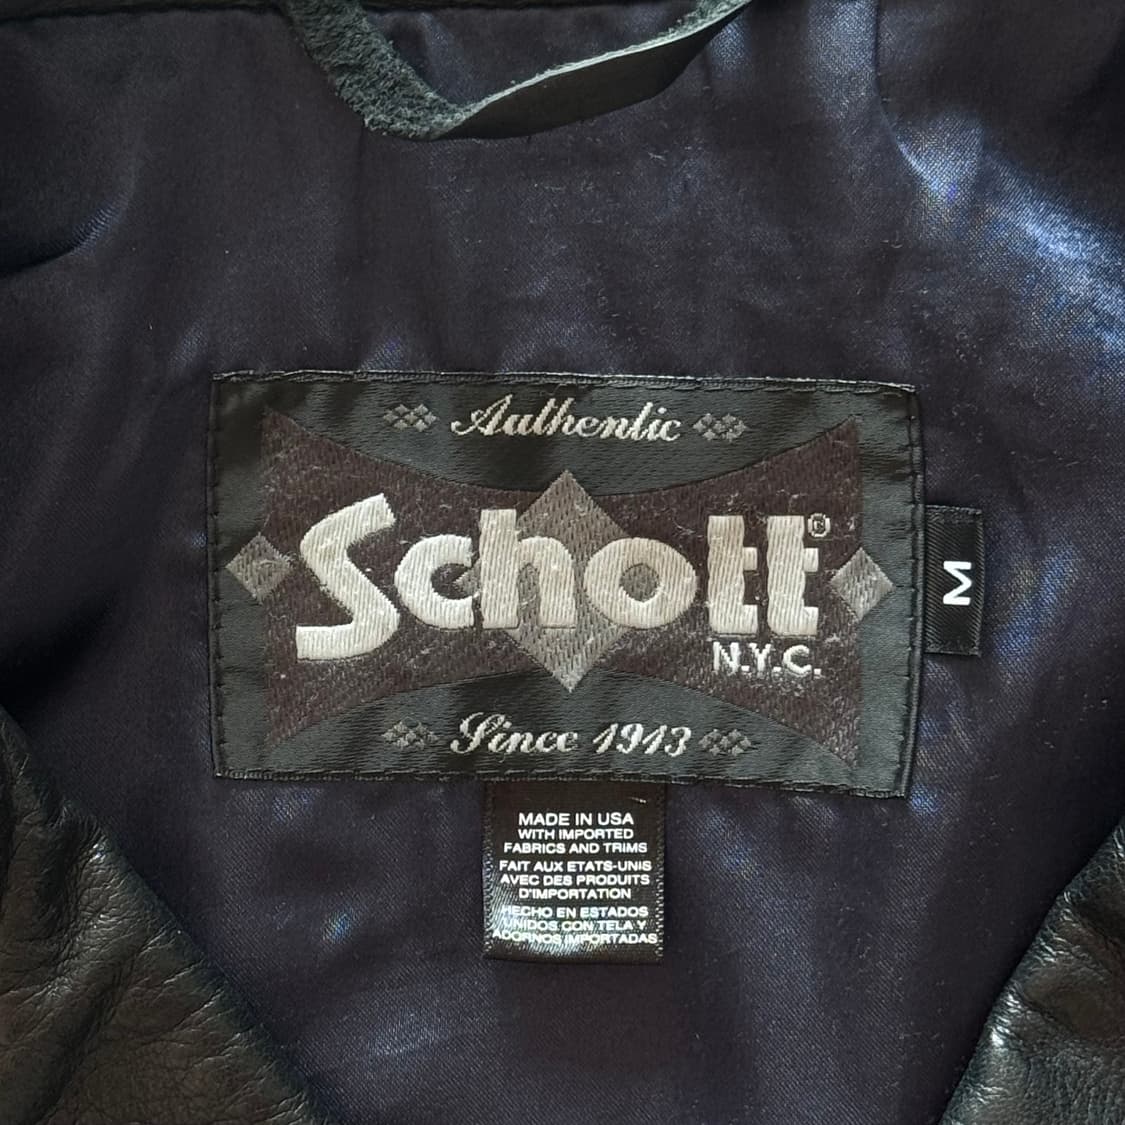 Authentic
Schott®
N.Y.C.
Since 1913
M
MADE IN USA
WITH IMPORTED
FABRICS AND TRIMS
FAIT AUX ETATS-UNIS
AVEC DES PRODUITS
D'IMPORTATION
HECHO EN ESTADOS
UNIDOS CON TELA Y
ADORNOS IMPORTADAS